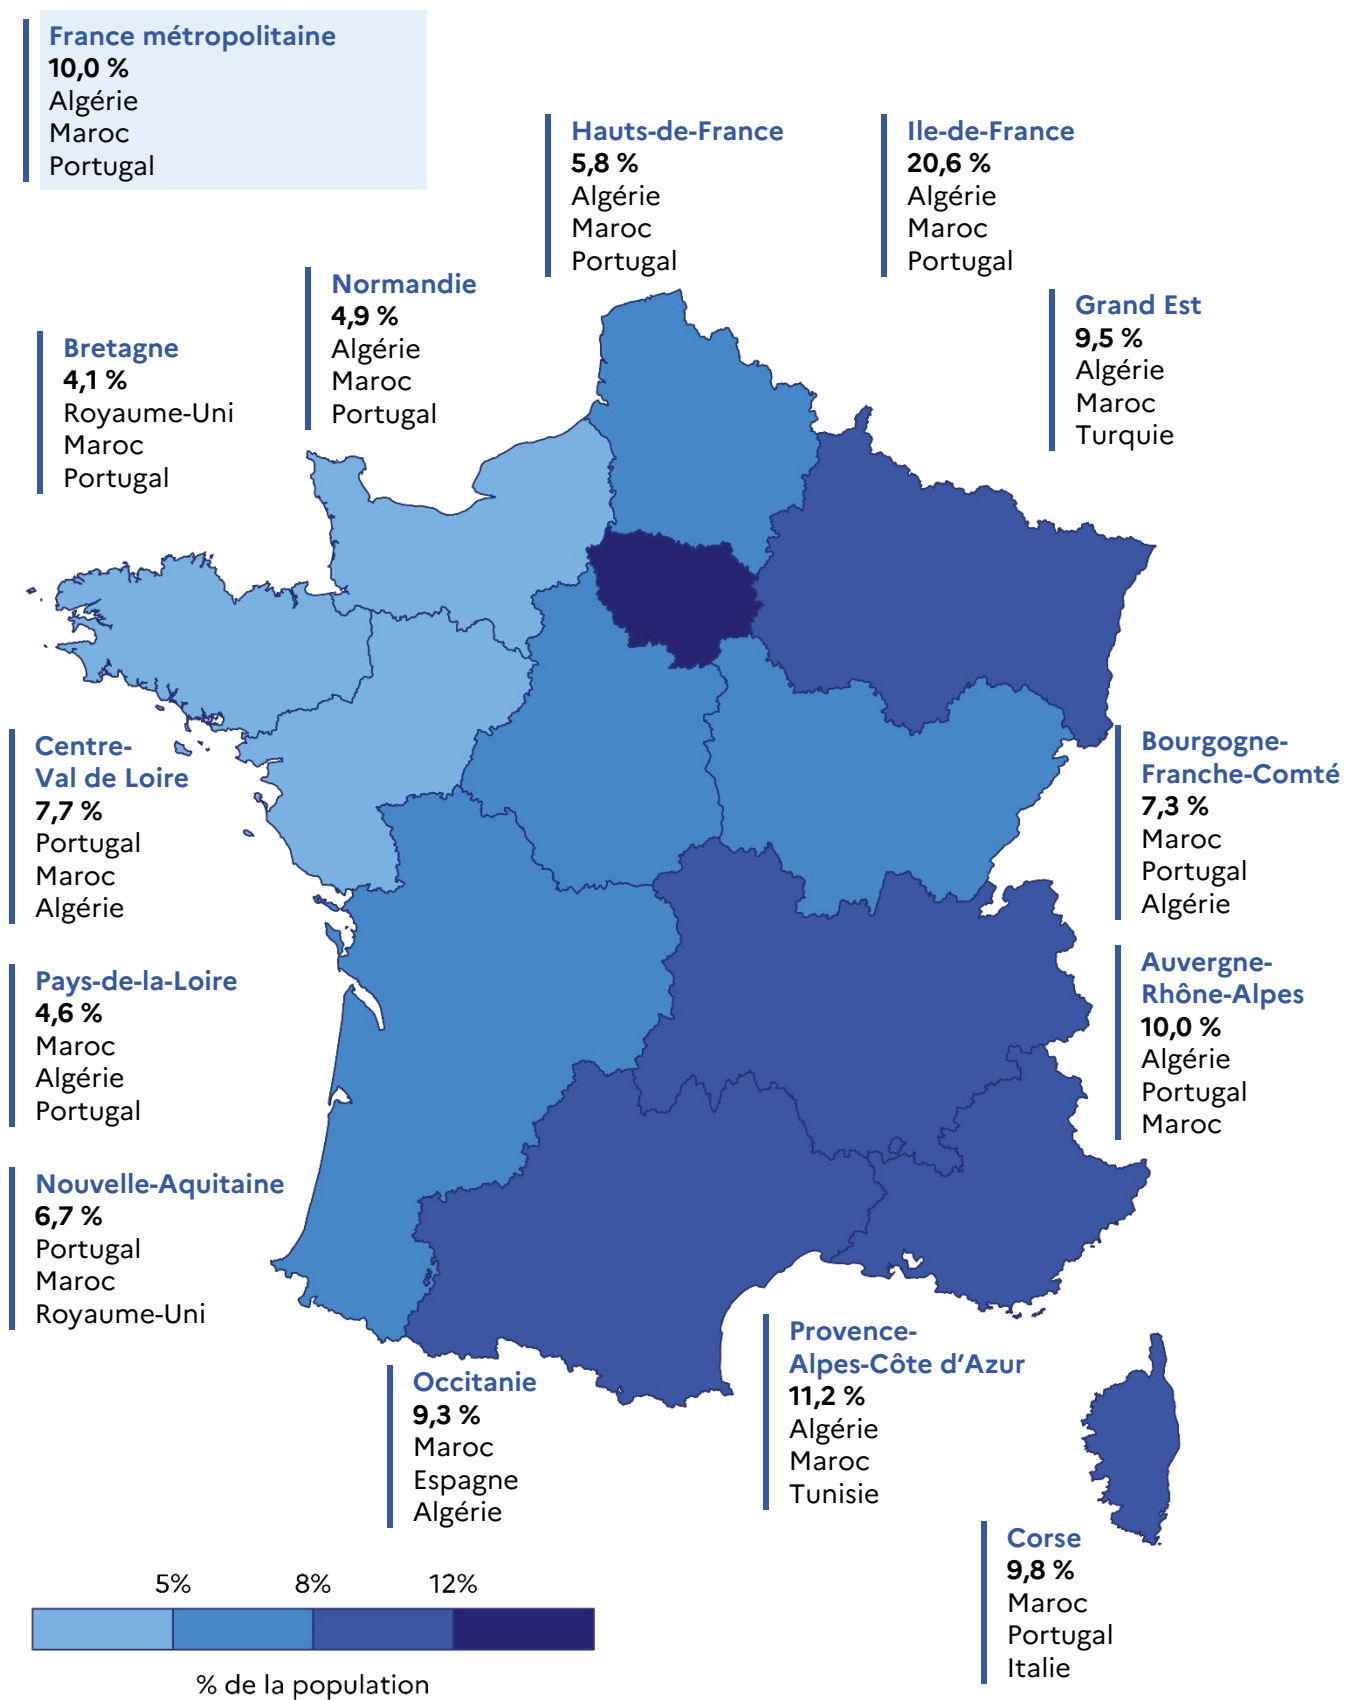 France métropolitaine
10,0 %
Algérie
Maroc
Portugal
Hauts-de-France
5,8 %
Algérie
Maroc
Portugal
Ile-de-France
20,6 %
Algérie
Maroc
Portugal
Normandie
4,9 %
Algérie
Maroc
Portugal
Grand Est
9,5 %
Algérie
Maroc
Turquie
Bretagne
4,1 %
Royaume-Uni
Maroc
Portugal
Centre-
Val de Loire
7,7 %
Portugal
Maroc
Algérie
Bourgogne-
Franche-Comté
7,3 %
Maroc
Portugal
Algérie
Pays-de-la-Loire
4,6 %
Maroc
Algérie
Portugal
Auvergne-
Rhône-Alpes
10,0 %
Algérie
Portugal
Maroc
Nouvelle-Aquitaine
6,7 %
Portugal
Maroc
Royaume-Uni
Occitanie
9,3 %
Maroc
Espagne
Algérie
Provence-
Alpes-Côte d’Azur
11,2 %
Algérie
Maroc
Tunisie
Corse
9,8 %
Maroc
Portugal
Italie
5% 8% 12%
% de la population